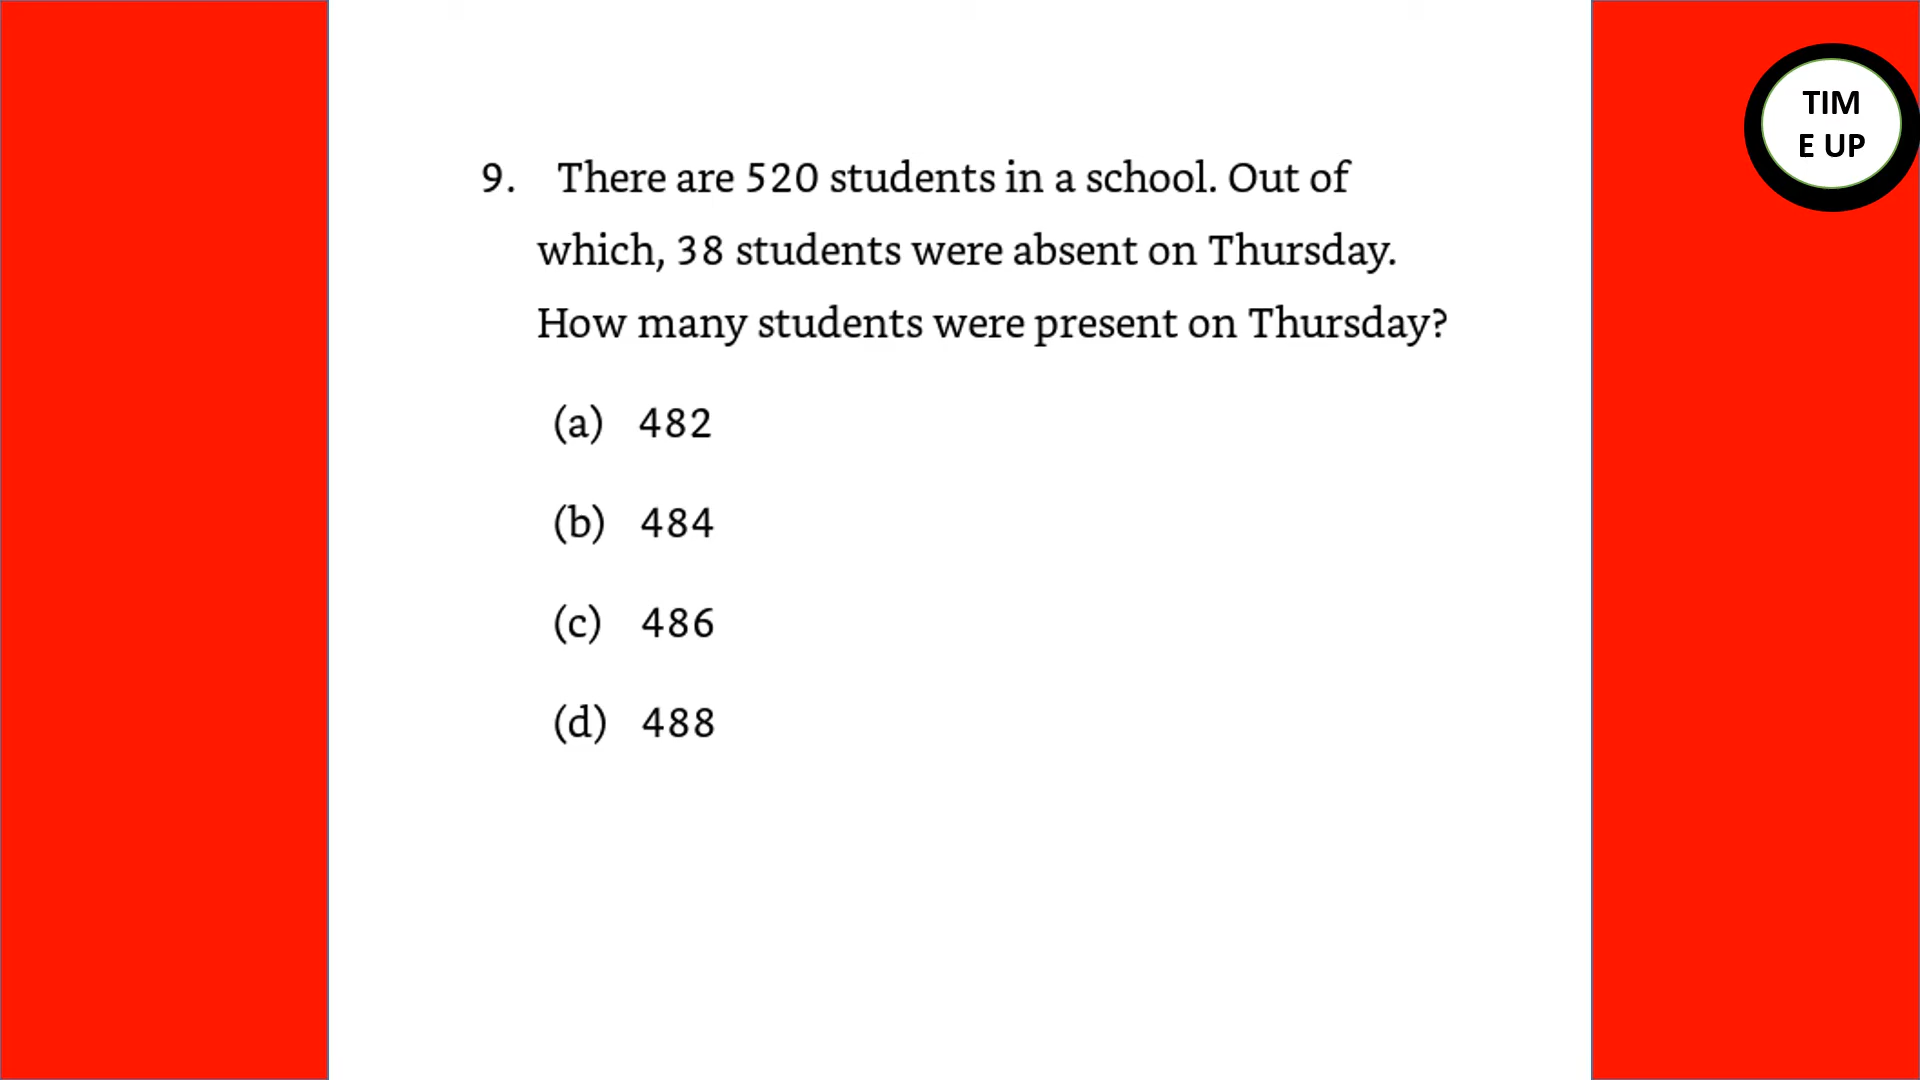 TIM
E UP
9. There are 520 students in a school. Out of
which, 38 students were absent on Thursday.
How many students were present on Thursday?
(a) 482
(b) 484
(c) 486
(d) 488